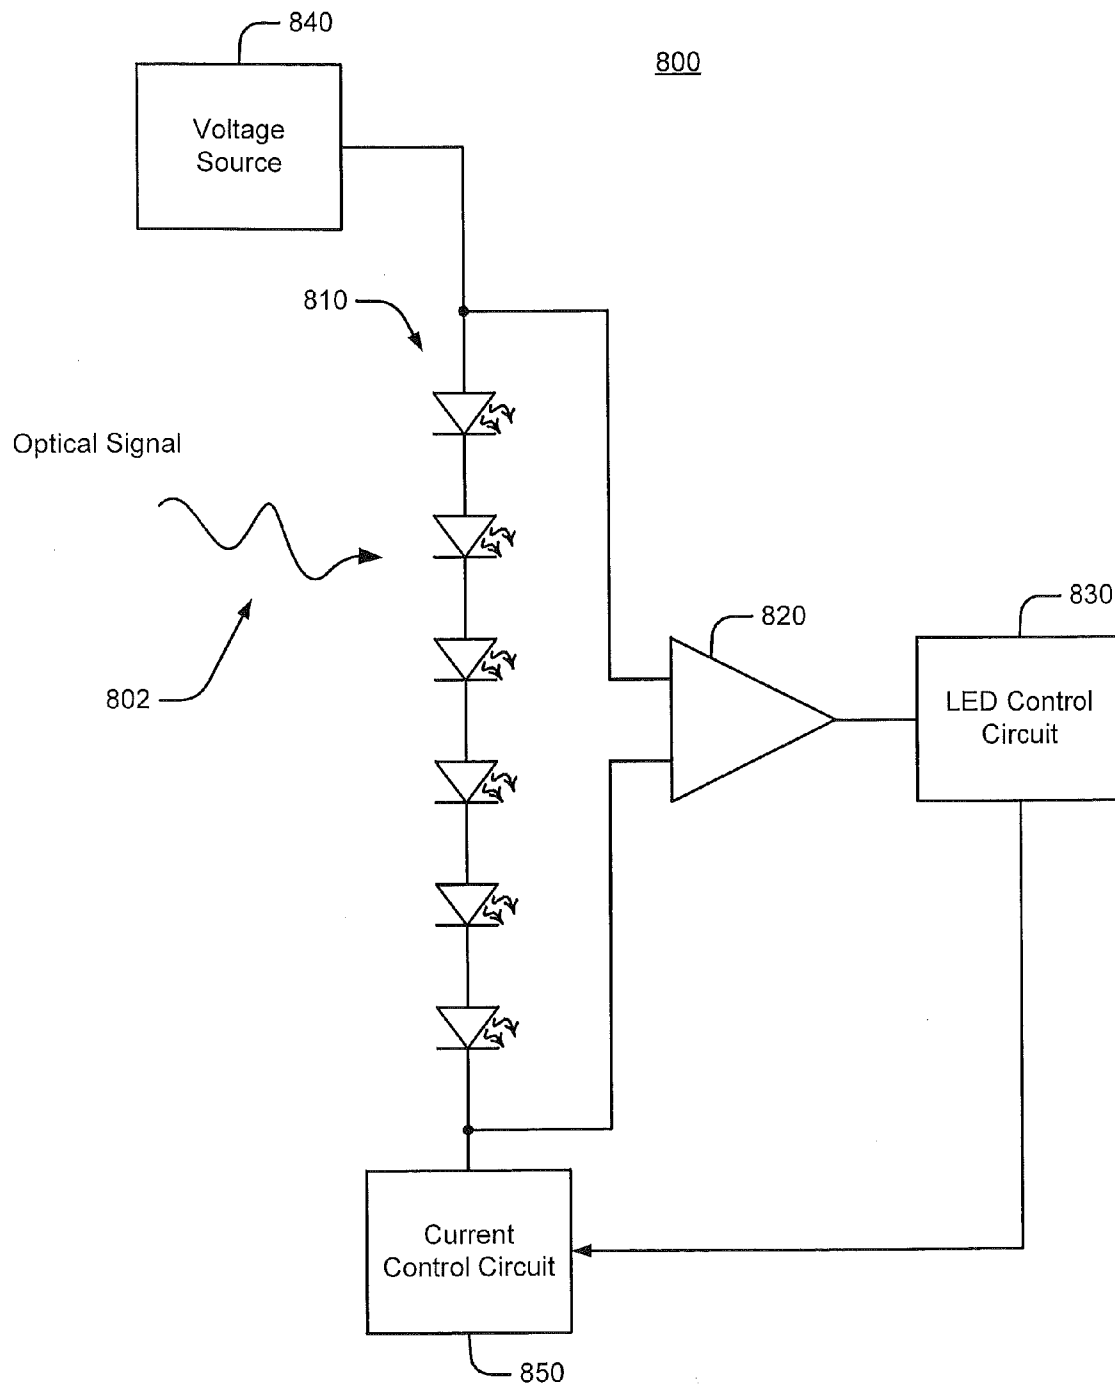 840
800
Voltage
Source
810
Optical Signal
802
820
830
LED Control
Circuit
Current
Control Circuit
850